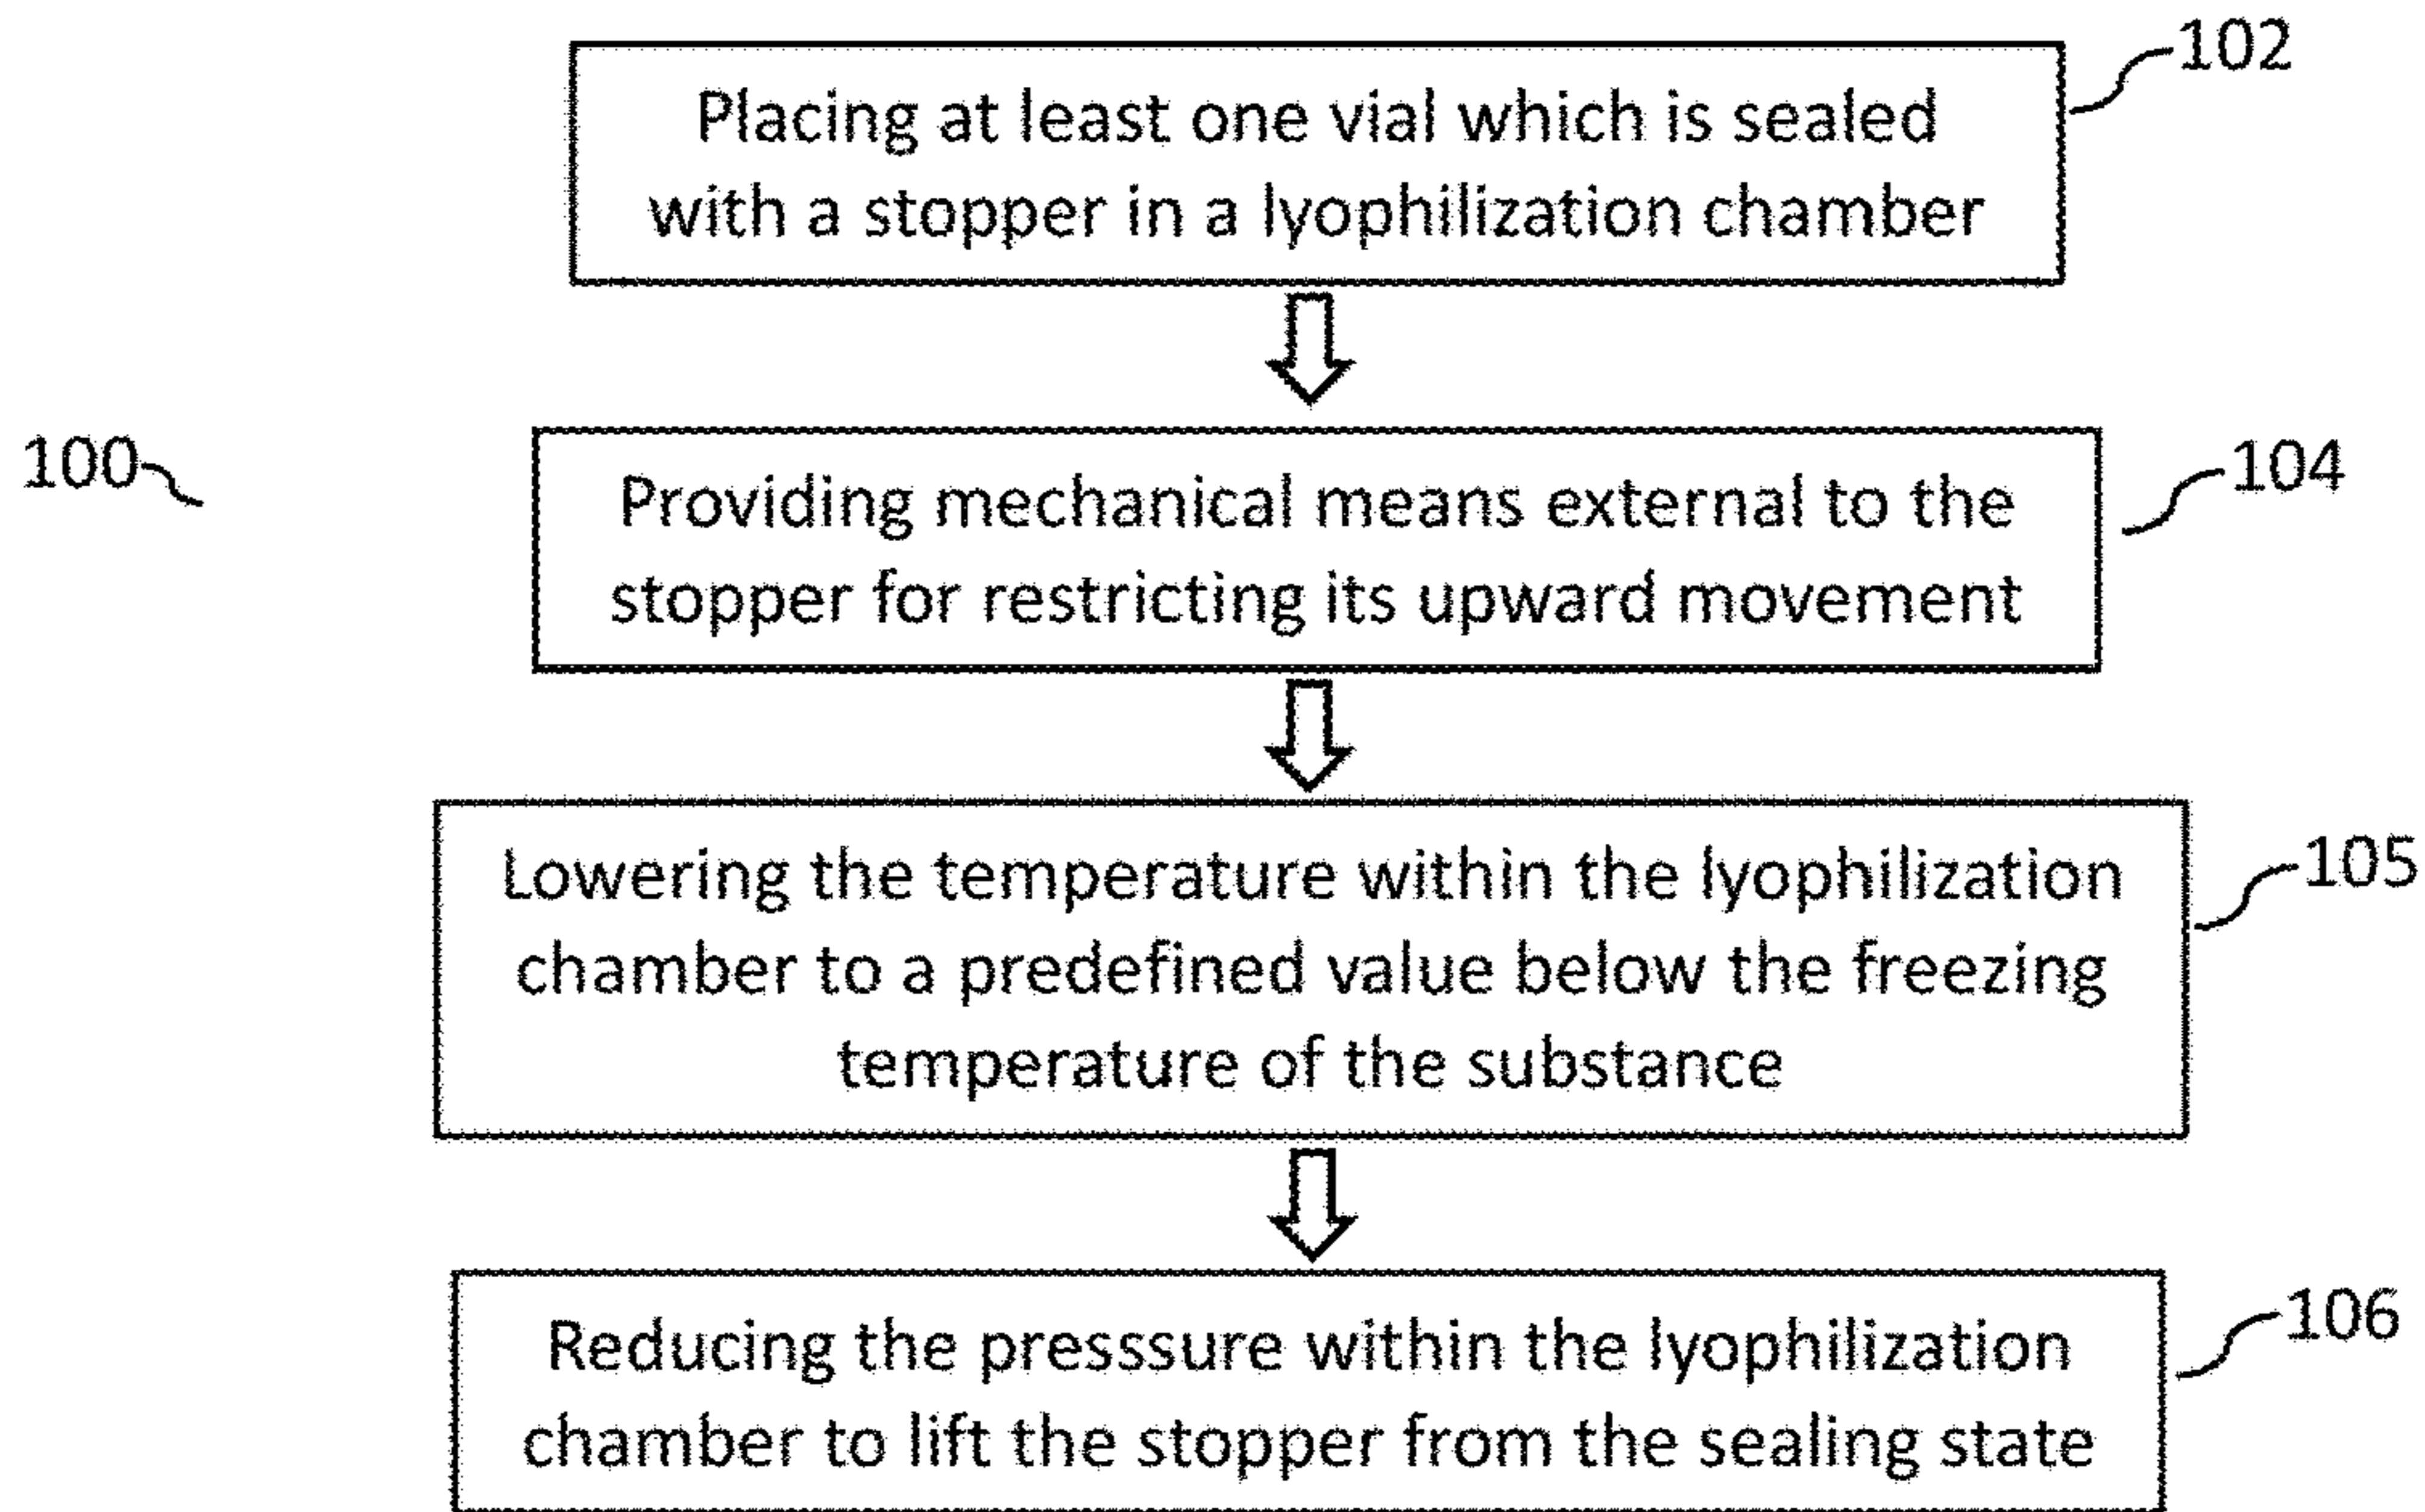 102
Placing at least one vial which is sealed
with a stopper in a lyophilization chamber
100
104
Providing mechanical means external to the
stopper for restricting its upward movement
105
Lowering the temperature within the lyophilization
chamber to a predefined value below the freezing
temperature of the substance
106
Reducing the presssure within the lyophilization
chamber to lift the stopper from the sealing state